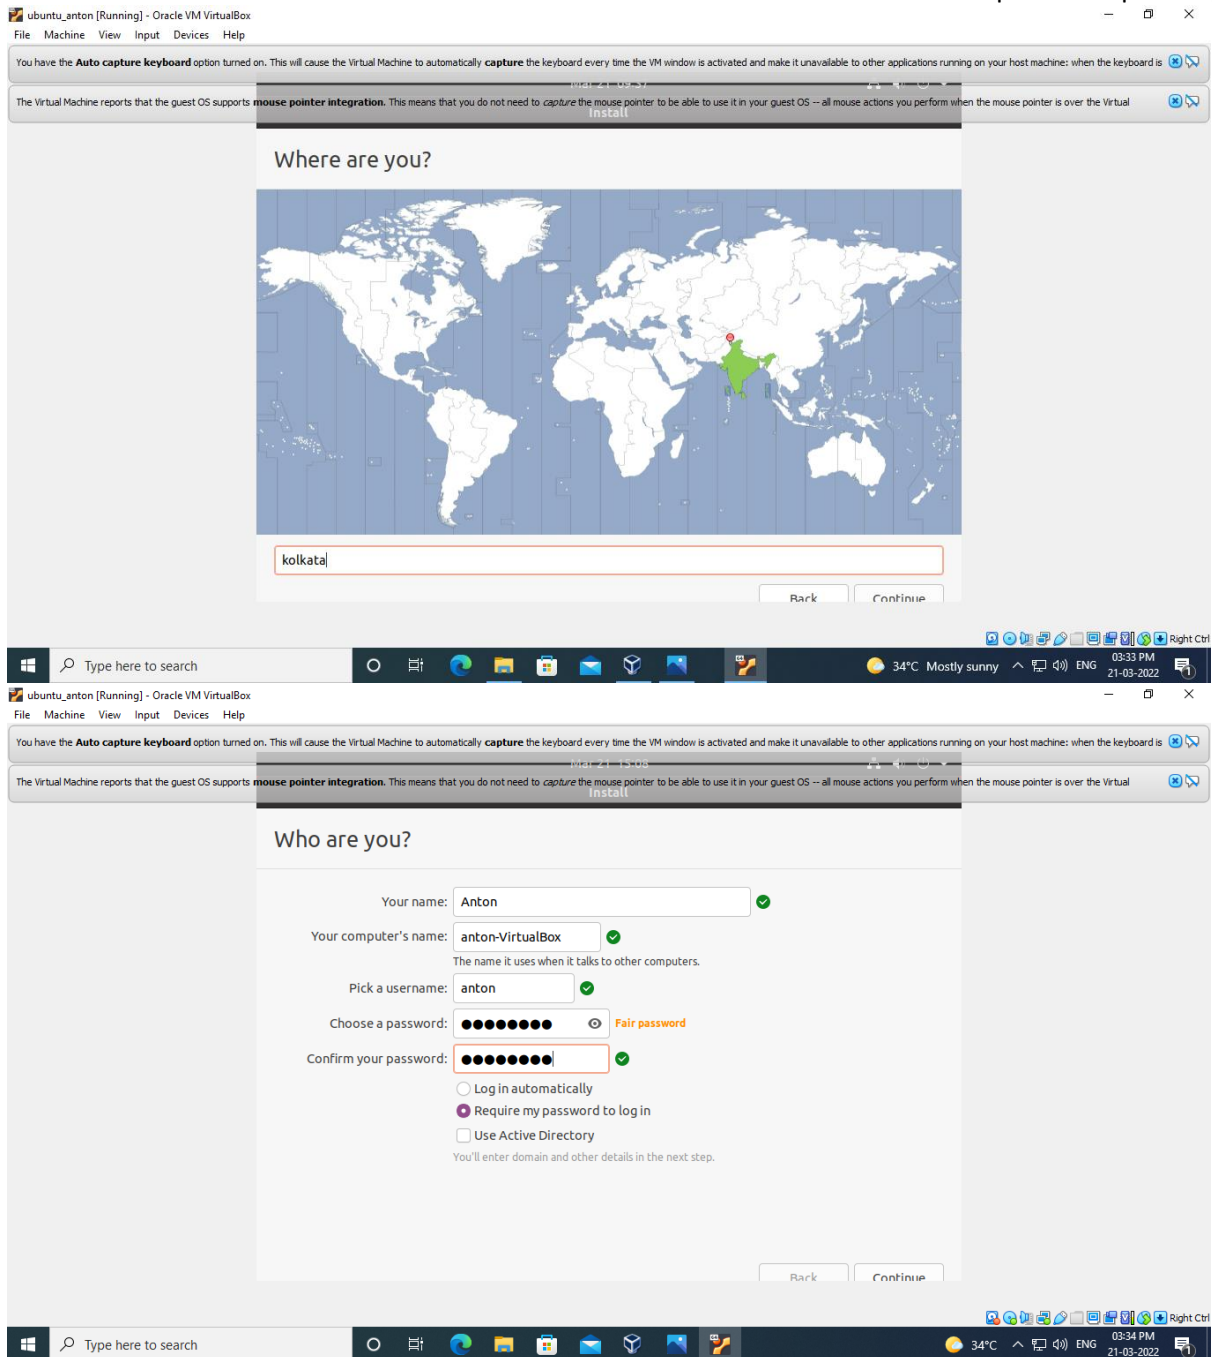 ubuntu_anton [Running] - Oracle VM VirtualBox
File Machine View Input Devices Help
You have the Auto capture keyboard option turned on. This will cause the Virtual Machine to automatically capture the keyboard every time the VM window is activated and make it unavailable to other applications running on your host machine: when the keyboard is
Mar 21 09:57
The Virtual Machine reports that the guest OS supports mouse pointer integration. This means that you do not need to capture the mouse pointer to be able to use it in your guest OS -- all mouse actions you perform when the mouse pointer is over the Virtual
Install
Where are you?
kolkata
Back Continue
Right Ctrl
Type here to search
34°C Mostly sunny ENG 03:33 PM
21-03-2022
1
ubuntu_anton [Running] - Oracle VM VirtualBox
File Machine View Input Devices Help
You have the Auto capture keyboard option turned on. This will cause the Virtual Machine to automatically capture the keyboard every time the VM window is activated and make it unavailable to other applications running on your host machine: when the keyboard is
Mar 21 15:08
The Virtual Machine reports that the guest OS supports mouse pointer integration. This means that you do not need to capture the mouse pointer to be able to use it in your guest OS -- all mouse actions you perform when the mouse pointer is over the Virtual
Install
Who are you?
Your name: Anton
Your computer's name: anton-VirtualBox
The name it uses when it talks to other computers.
Pick a username: anton
Choose a password: ●●●●●●●● Fair password
Confirm your password: ●●●●●●●●
Log in automatically
Require my password to log in
Use Active Directory
You'll enter domain and other details in the next step.
Back Continue
Right Ctrl
Type here to search
34°C ENG 03:34 PM
21-03-2022
1